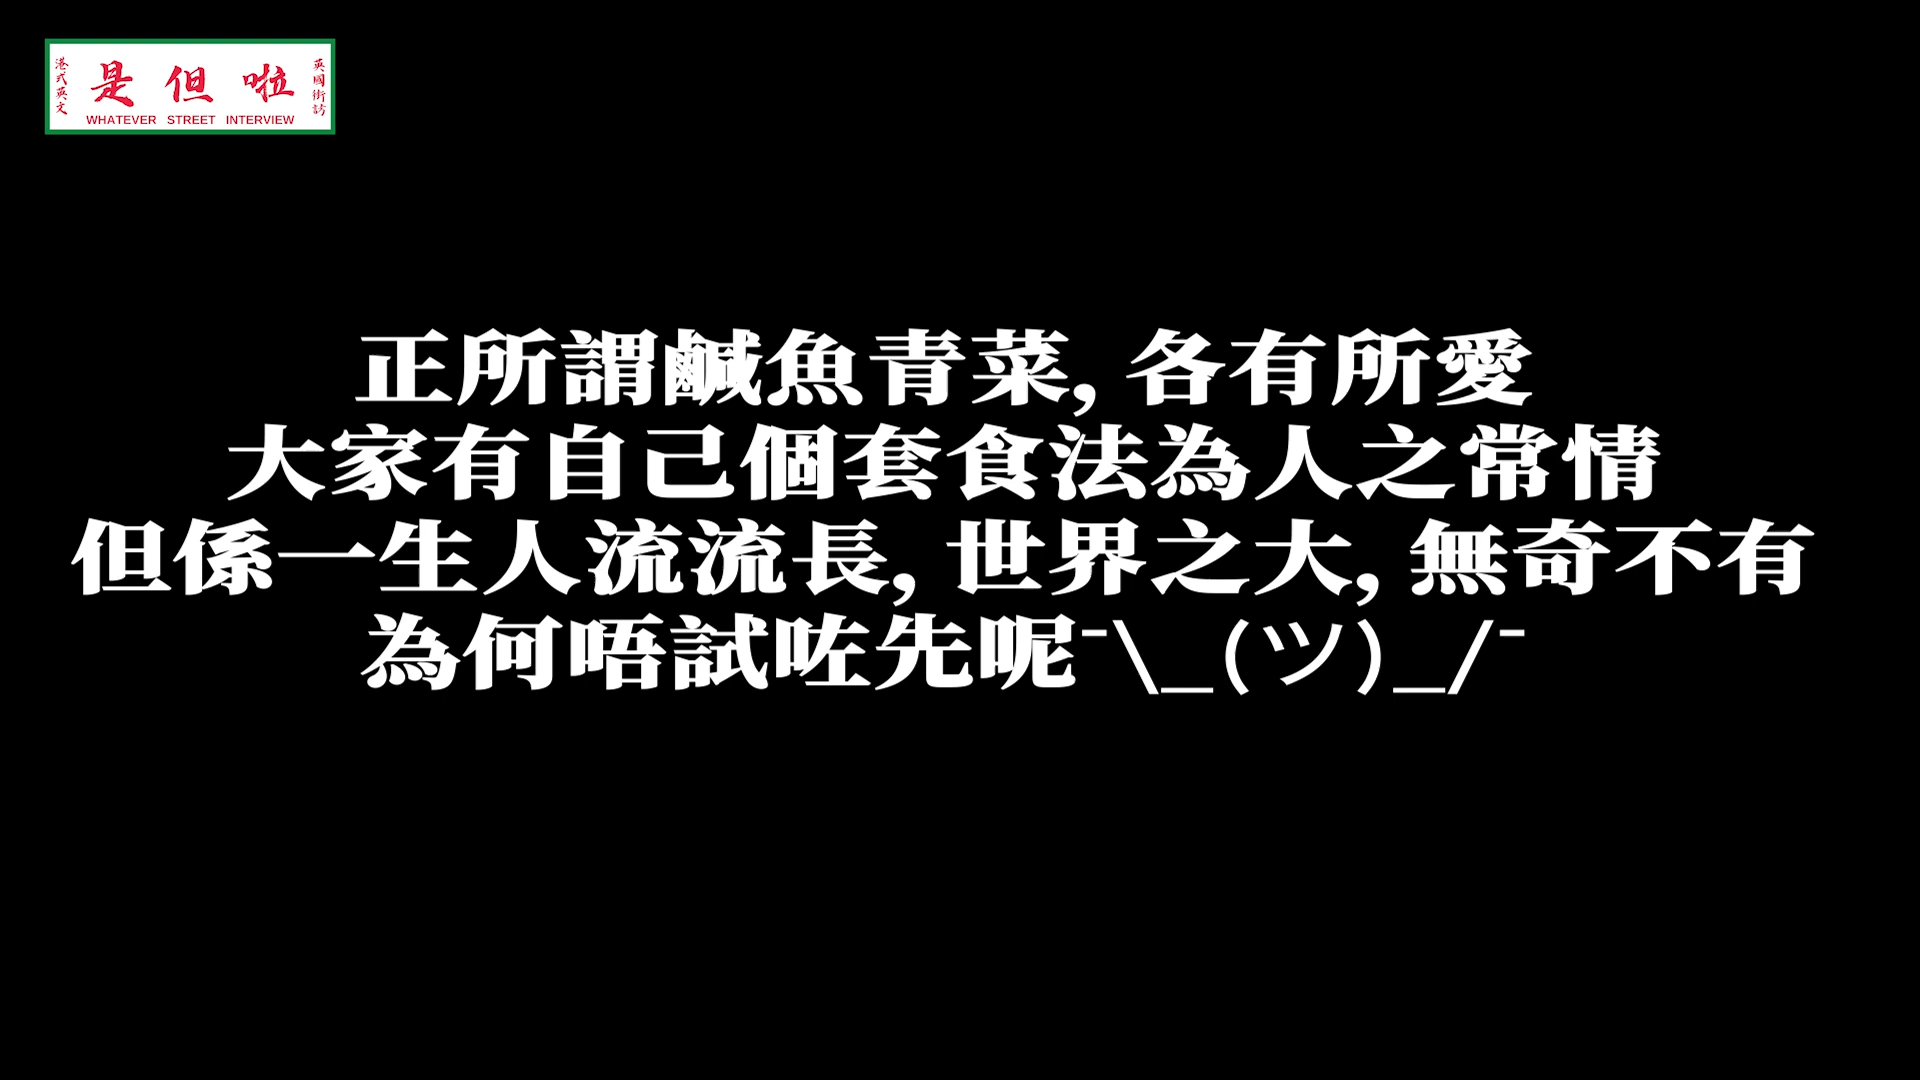 港式英文
是但啦
英國街訪
WHATEVER STREET INTERVIEW
正所謂鹹魚青菜, 各有所愛
大家有自己個套食法為人之常情
但係一生人流流長, 世界之大, 無奇不有
為何唔試咗先呢¯\_(ツ)_/¯